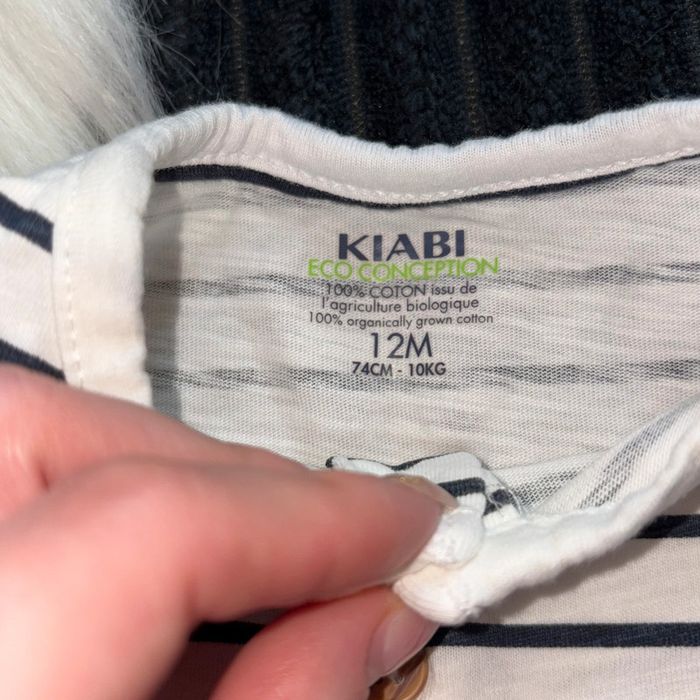 KIABI
ECO CONCEPTION
100% COTON issu de
l'agriculture biologique
100% organically grown cotton
12M
74CM - 10KG